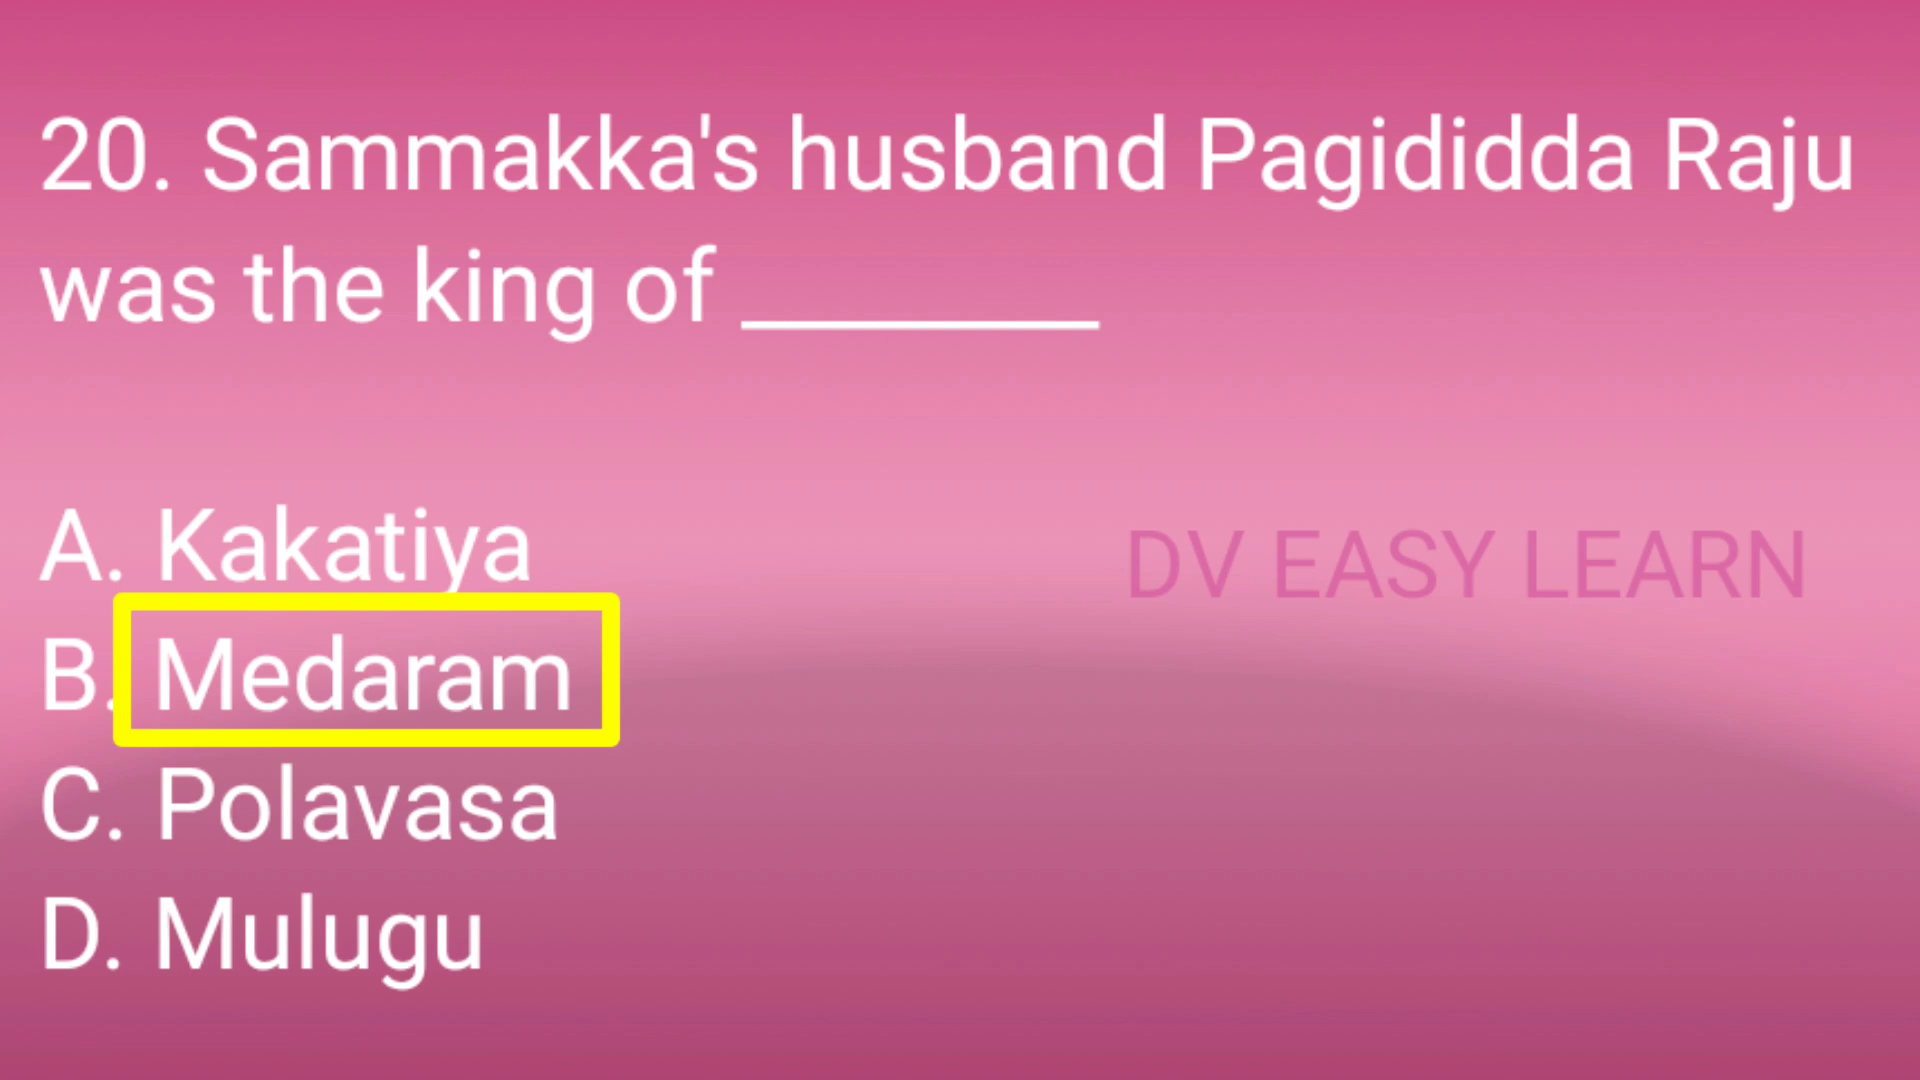 20. Sammakka's husband Pagididda Raju
was the king of ________
A. Kakatiya
DV EASY LEARN
B. Medaram
C. Polavasa
D. Mulugu